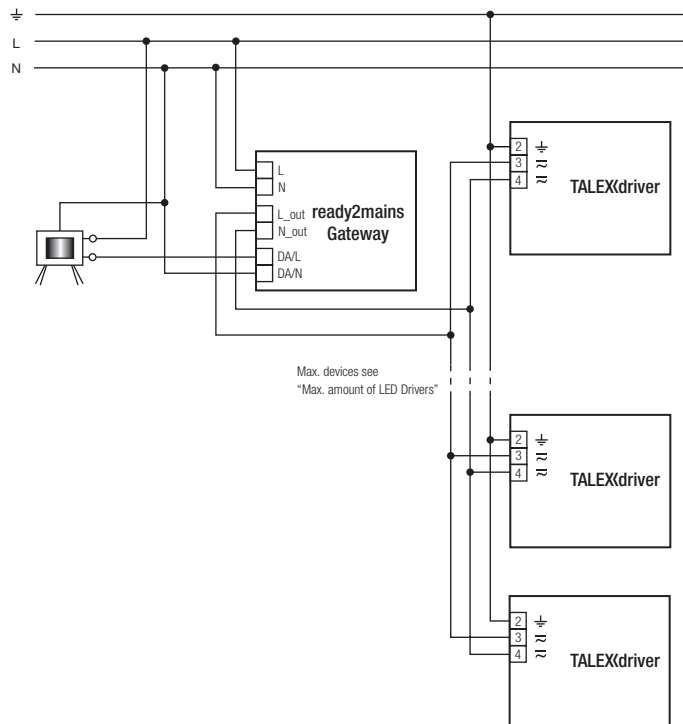 L
N
L
N
L_out
N_out
DA/L
DA/N
ready2mains
Gateway
2
3
4
TALEXdriver
Max. devices see
“Max. amount of LED Drivers”
2
3
4
TALEXdriver
2
3
4
TALEXdriver